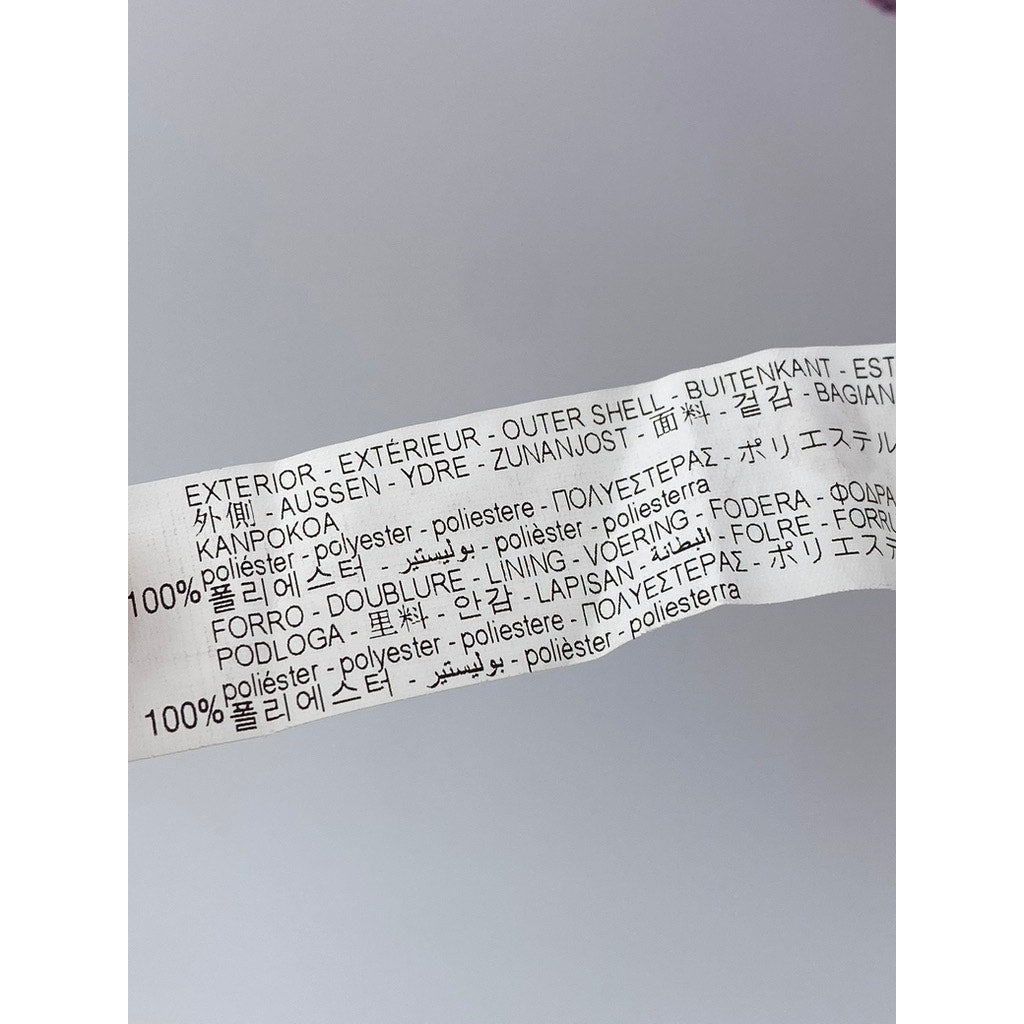 EXTERIOR - EXTÉRIEUR - OUTER SHELL - BUITENKANT - EST
外側 - AUSSEN - YDRE - ZUNANJOST - 面料 - 겉감 - BAGIAN
KANPOKOA
100% poliéster - polyester - poliestere - ΠΟΛΥΕΣΤΕΡΑΣ - ポリエステル
폴리에스터 - بوليستير - polièster - poliesterra
FORRO - DOUBLURE - LINING - VOERING - FODERA - ΦΟΔΡΑ
PODLOGA - 里料 - 안감 - LAPISAN - البطانة - FOLRE - FORRU
100% poliéster - polyester - poliestere - ΠΟΛΥΕΣΤΕΡΑΣ - ポリエステ
폴리에스터 - بوليستير - polièster - poliesterra